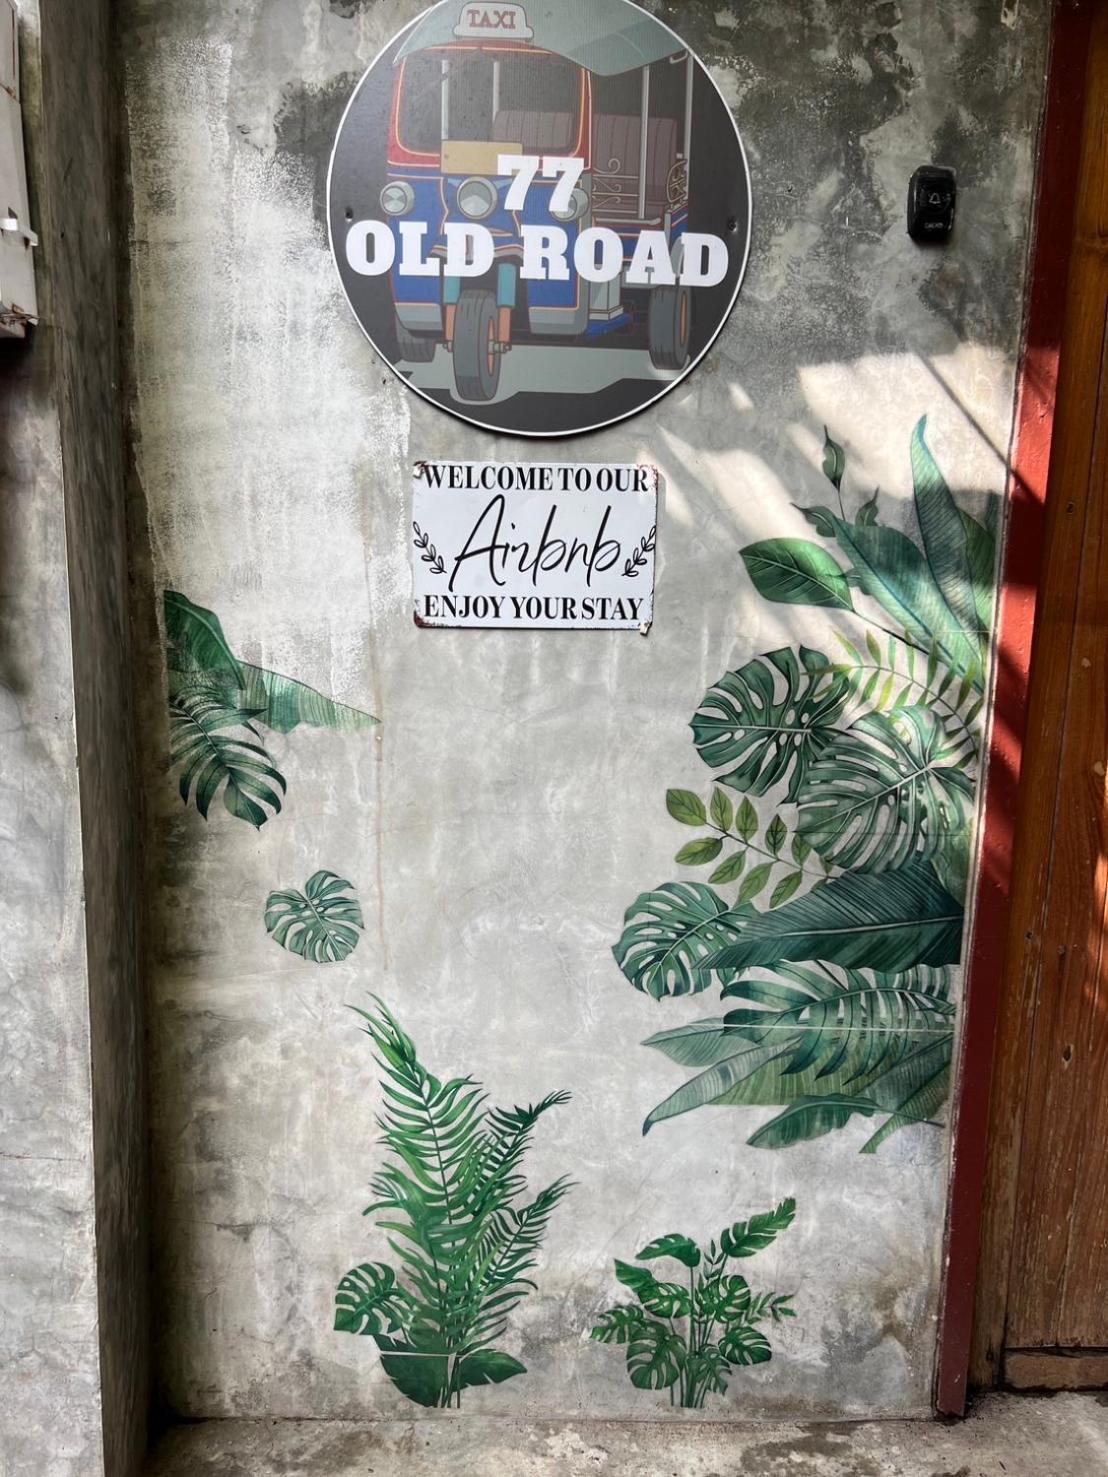 TAXI
77
OLD ROAD
WELCOME TO OUR
Airbnb
ENJOY YOUR STAY